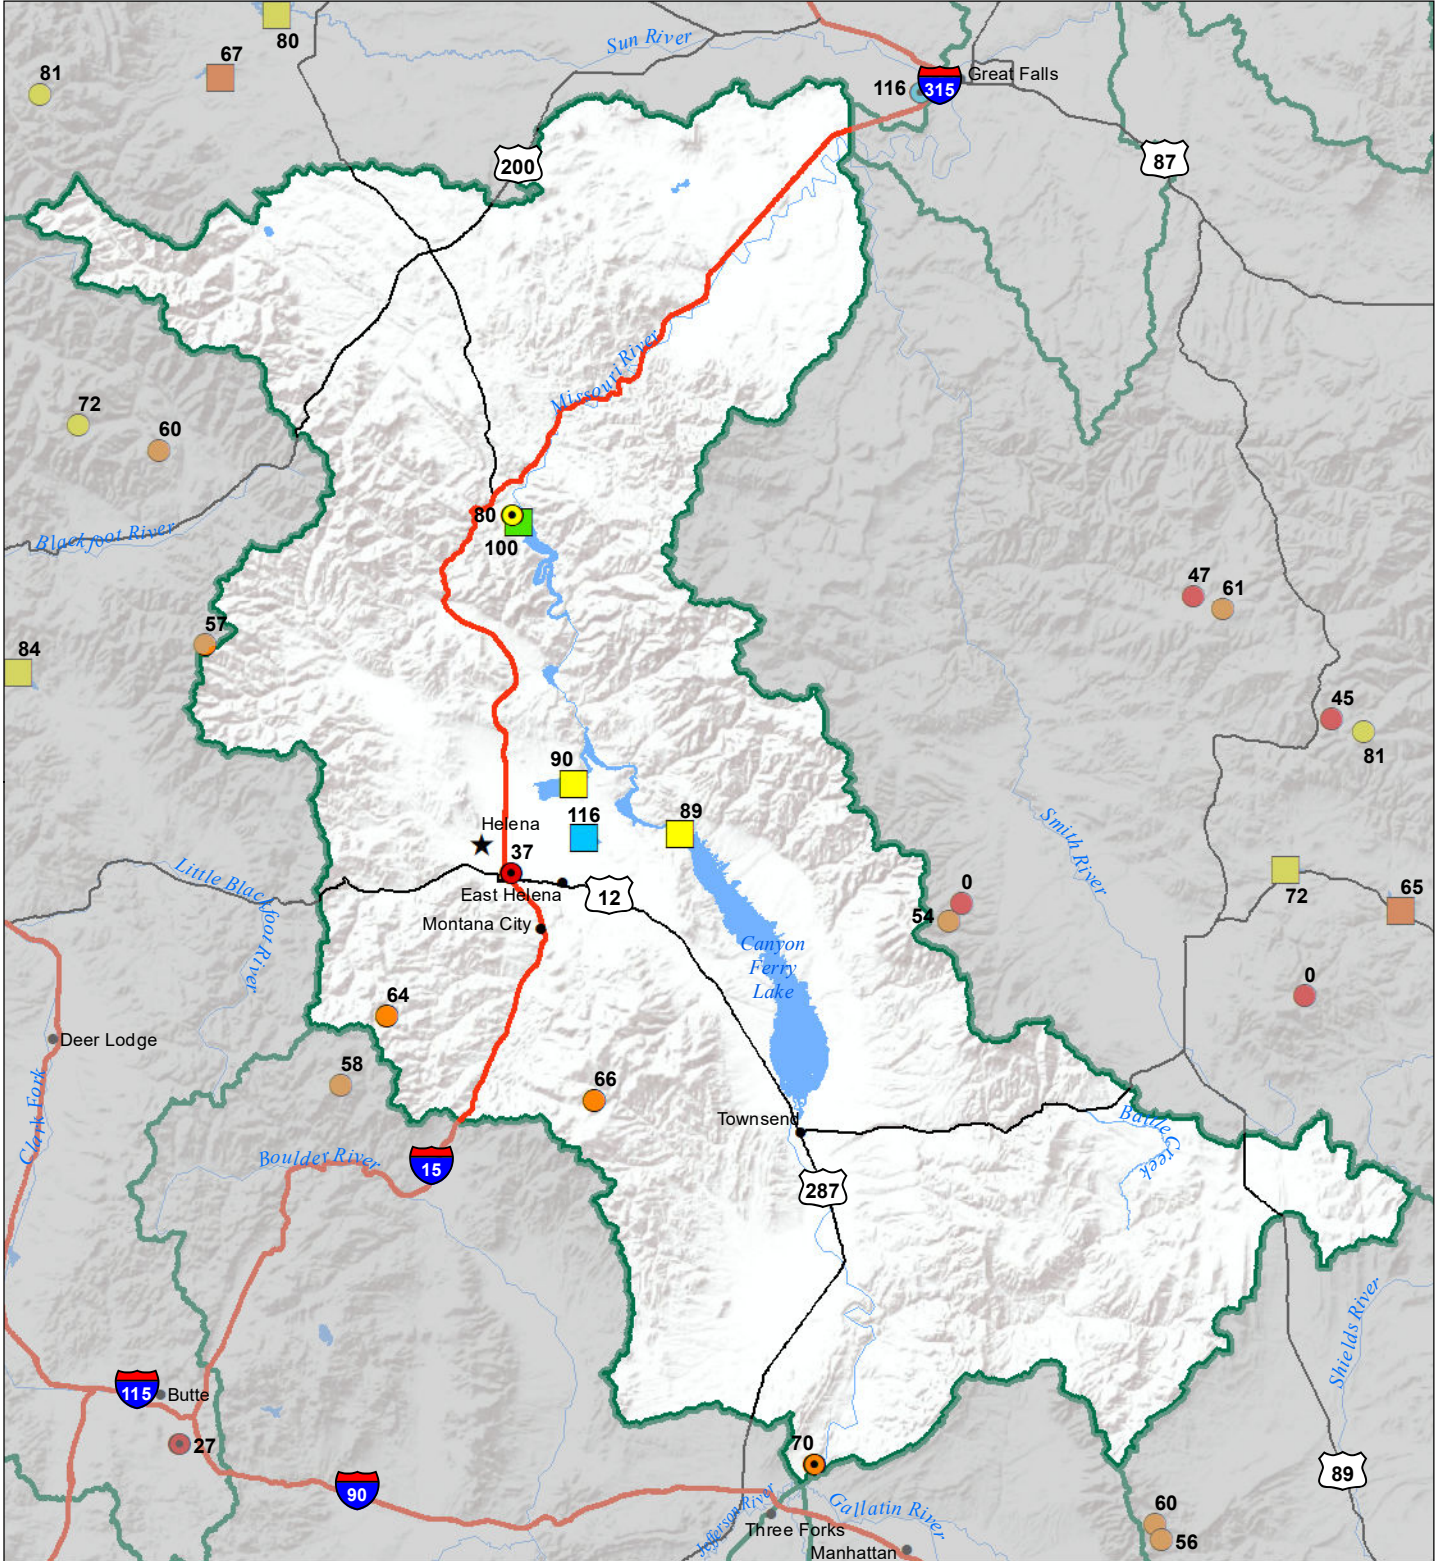 80
Sun River
67
81
Great Falls
116
315
200
87
Missouri River
72
60
80
100
Blackfoot River
47
61
57
84
45
81
90
116
89
Helena
Smith River
37
Little Blackfoot River
72
65
0
54
East Helena
12
Montana City
Canyon
Ferry
Lake
0
64
Deer Lodge
58
66
Clark Fork
Townsend
Battle Creek
Boulder River
15
287
Shields River
115
Butte
27
70
89
90
Jefferson River
Gallatin River
60
Three Forks
56
Manhattan